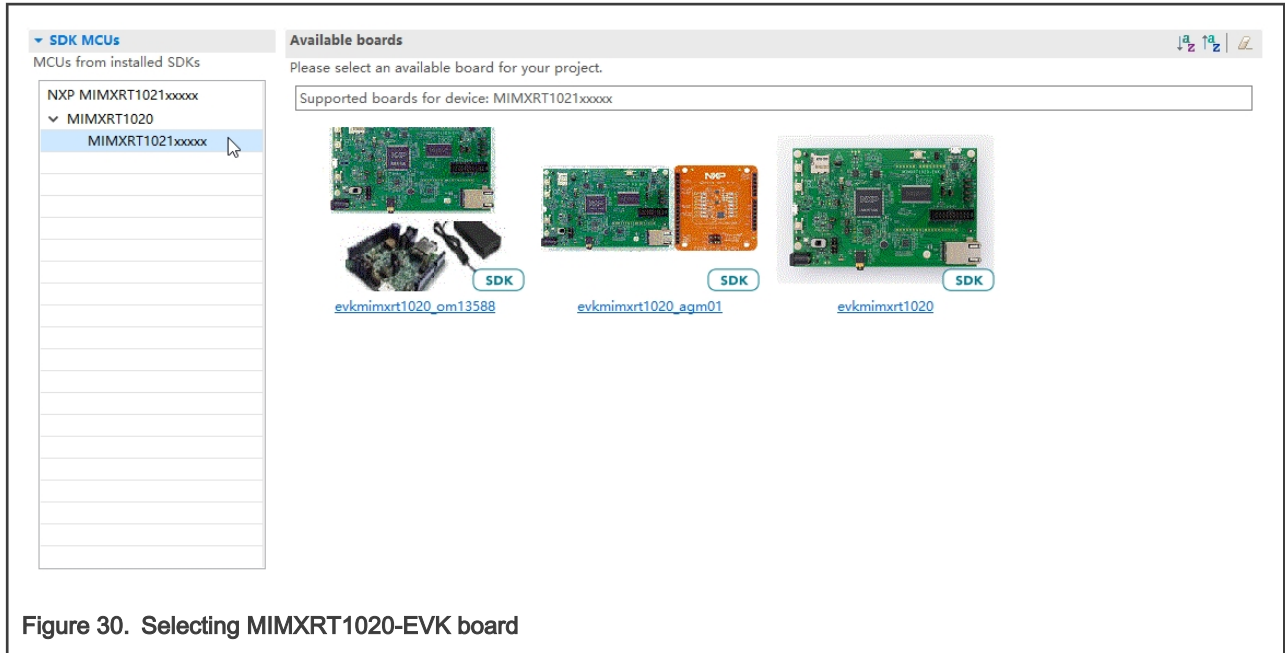 SDK MCUs
MCUs from installed SDKs
NXP MIMXRT1021xxxxx
MIMXRT1020
MIMXRT1021xxxxx
Available boards
Please select an available board for your project.
Supported boards for device: MIMXRT1021xxxxx
SDK
evkmimxrt1020_om13588
NXP
SDK
evkmimxrt1020_agm01
SDK
evkmimxrt1020
Figure 30. Selecting MIMXRT1020-EVK board